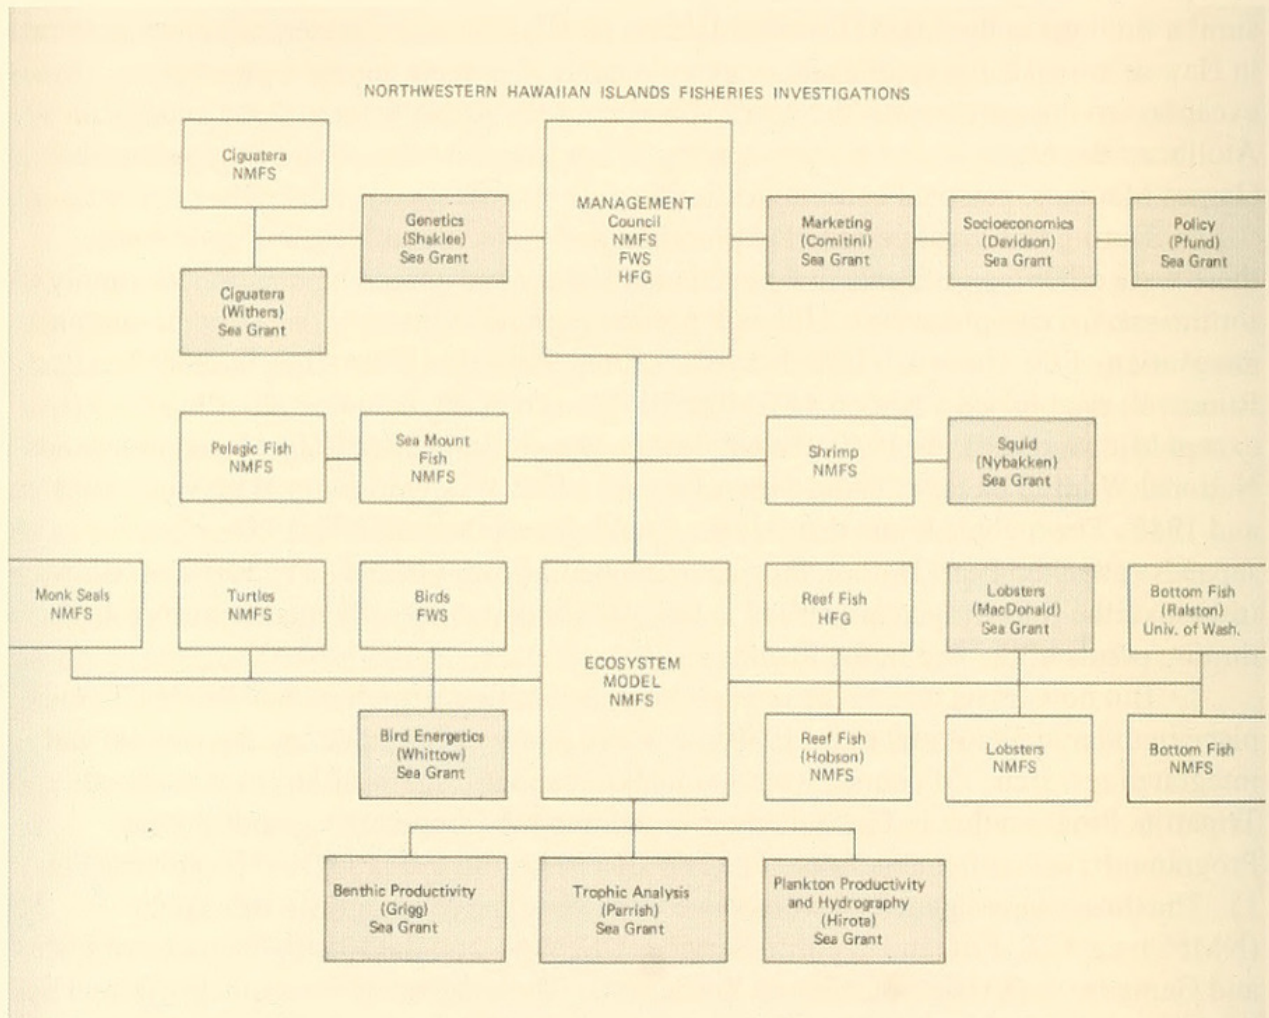 NORTHWESTERN HAWAIIAN ISLANDS FISHERIES INVESTIGATIONS
Ciguatera
NMFS
Genetics
(Shaklee)
Sea Grant
MANAGEMENT
Council
NMFS
FWS
HFG
Marketing
(Comitini)
Sea Grant
Socioeconomics
(Davidson)
Sea Grant
Policy
(Pfund)
Sea Grant
Ciguatera
(Withers)
Sea Grant
Pelagic Fish
NMFS
Sea Mount
Fish
NMFS
Shrimp
NMFS
Squid
(Nybakken)
Sea Grant
Monk Seals
NMFS
Turtles
NMFS
Birds
FWS
Reef Fish
HFG
Lobsters
(MacDonald)
Sea Grant
Bottom Fish
(Ralston)
Univ. of Wash.
ECOSYSTEM
MODEL
NMFS
Bird Energetics
(Whittow)
Sea Grant
Reef Fish
(Hobson)
NMFS
Lobsters
NMFS
Bottom Fish
NMFS
Benthic Productivity
(Grigg)
Sea Grant
Trophic Analysis
(Parrish)
Sea Grant
Plankton Productivity
and Hydrography
(Hirota)
Sea Grant